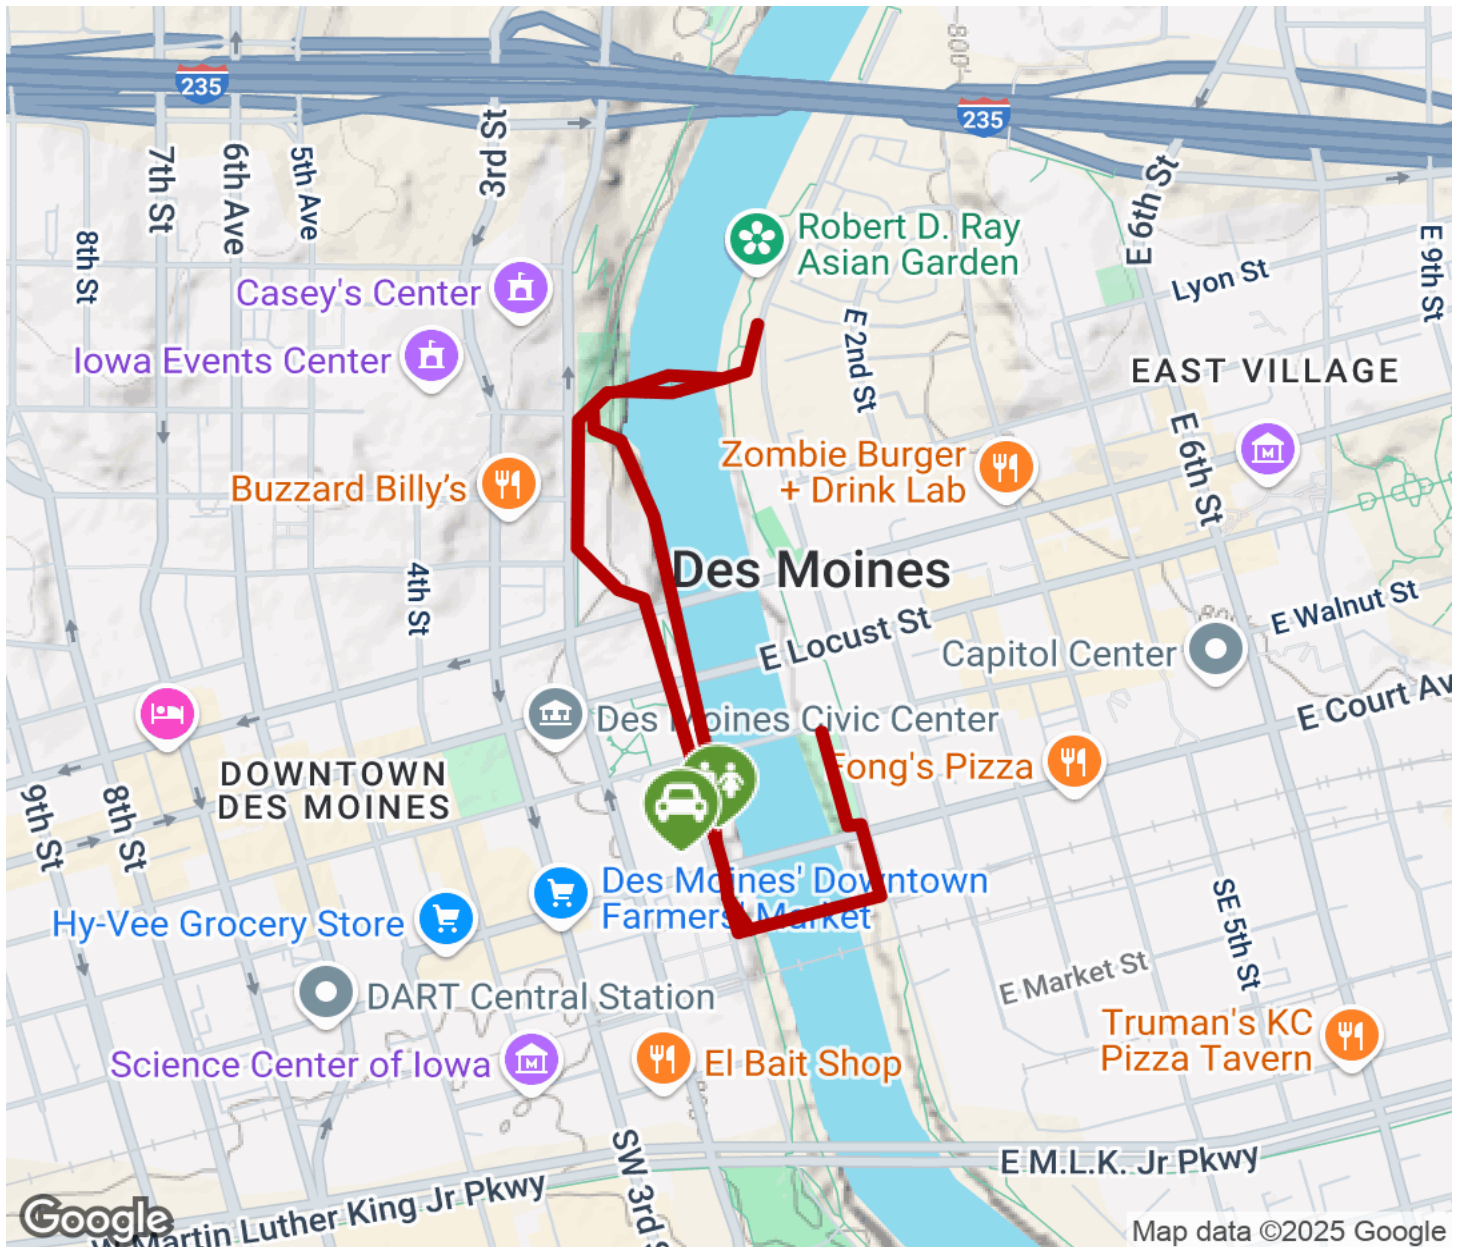 235
235
800'
3rd St
7th St
6th Ave
5th Ave
8th St
E 6th St
E 9th St
Robert D. Ray
Asian Garden
Lyon St
Casey's Center
Iowa Events Center
E 2nd St
EAST VILLAGE
E 6th St
Zombie Burger
+ Drink Lab
Buzzard Billy's
Des Moines
4th St
E Locust St
E Walnut St
Capitol Center
E Court Av
Des Moines Civic Center
Fong's Pizza
DOWNTOWN
DES MOINES
9th St
8th St
Des Moines' Downtown
Farmers' Market
Hy-Vee Grocery Store
SE 5th St
E Market St
DART Central Station
Science Center of Iowa
El Bait Shop
Truman's KC
Pizza Tavern
SW 3rd S
E M.L.K. Jr Pkwy
W Martin Luther King Jr Pkwy
Google
Map data ©2025 Google